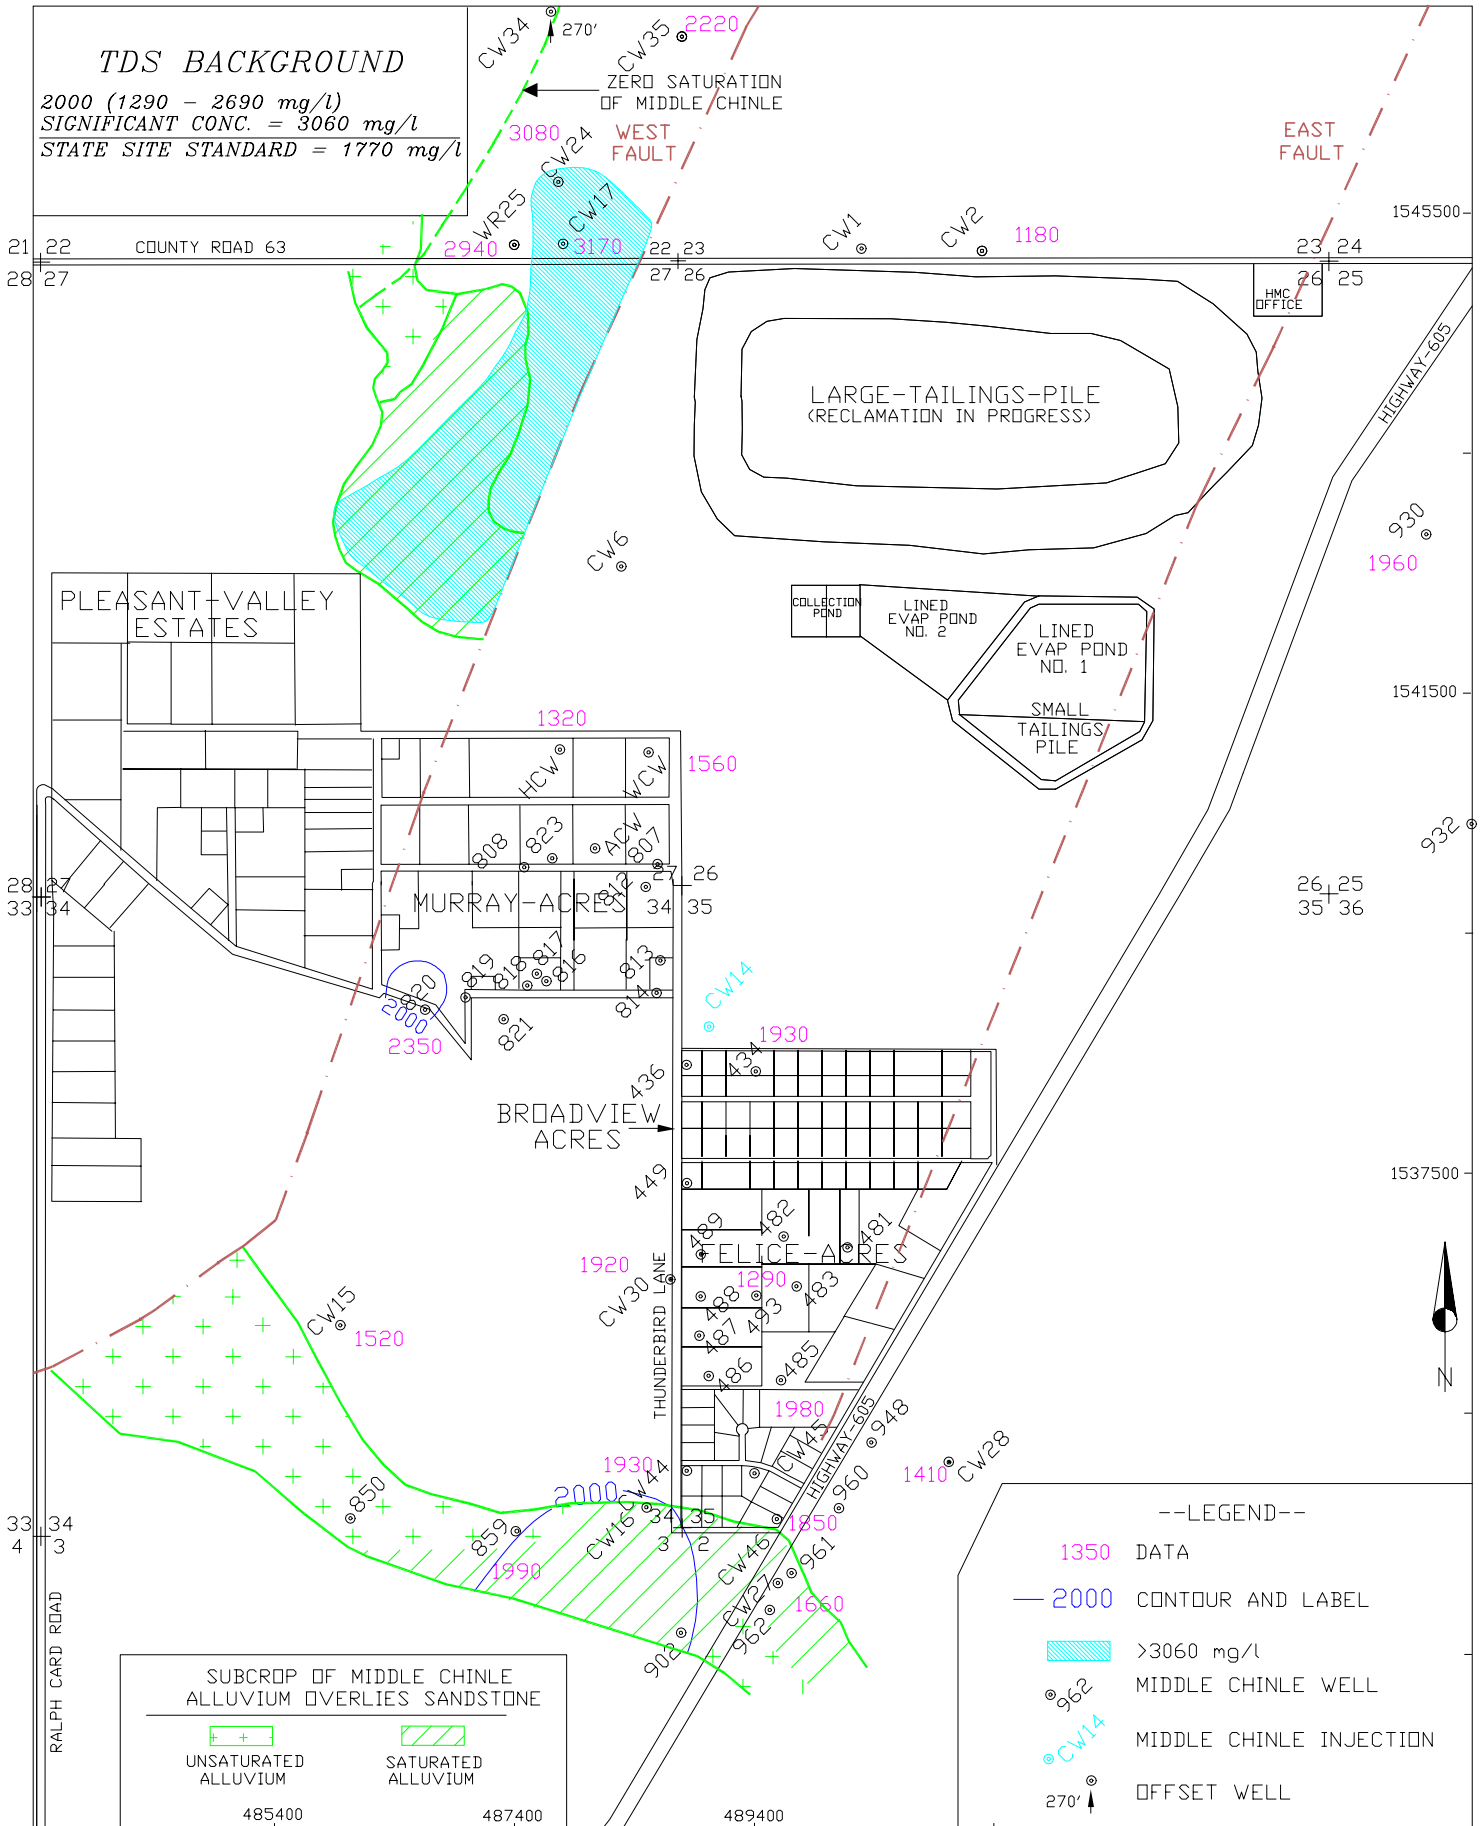 TDS BACKGROUND
2000 (1290 - 2690 mg/l)
SIGNIFICANT CONC. = 3060 mg/l
STATE SITE STANDARD = 1770 mg/l
CW34
270'
CW35
2220
ZERO SATURATION
OF MIDDLE CHINLE
3080
CW24
WEST
FAULT
EAST
FAULT
WR25
CW17
2940
3170
CW1
CW2
1180
1545500
21 22
28 27
COUNTY ROAD 63
22 23
27 26
23 24
26 25
HMC
OFFICE
HIGHWAY-605
LARGE-TAILINGS-PILE
(RECLAMATION IN PROGRESS)
930
1960
CW6
PLEASANT-VALLEY
ESTATES
COLLECTION
POND
LINED
EVAP POND
NO. 2
LINED
EVAP POND
NO. 1
SMALL
TAILINGS
PILE
1541500
1320
1560
HCW
WCW
808
823
ACW
807
932
812
28 27
33 34
27 26
34 35
26 25
35 36
MURRAY-ACRES
820
819
818
817
816
813
814
2000
2350
821
CW14
1930
436
434
BROADVIEW
ACRES
1537500
449
489
482
481
FELICE-ACRES
1920
1290
CW30
488
493
483
THUNDERBIRD LANE
CW15
1520
487
486
485
N
1980
CW45
HIGHWAY-605
948
1930
CW44
1410
CW28
960
850
859
2000
CW16
34 35
3 2
1850
CW46
961
33 34
4 3
1990
CW27
1660
962
902
RALPH CARD ROAD
--LEGEND--
1350 DATA
2000 CONTOUR AND LABEL
>3060 mg/l
962 MIDDLE CHINLE WELL
CW14 MIDDLE CHINLE INJECTION
270' OFFSET WELL
SUBCROP OF MIDDLE CHINLE
ALLUVIUM OVERLIES SANDSTONE
UNSATURATED
ALLUVIUM
SATURATED
ALLUVIUM
485400
487400
489400